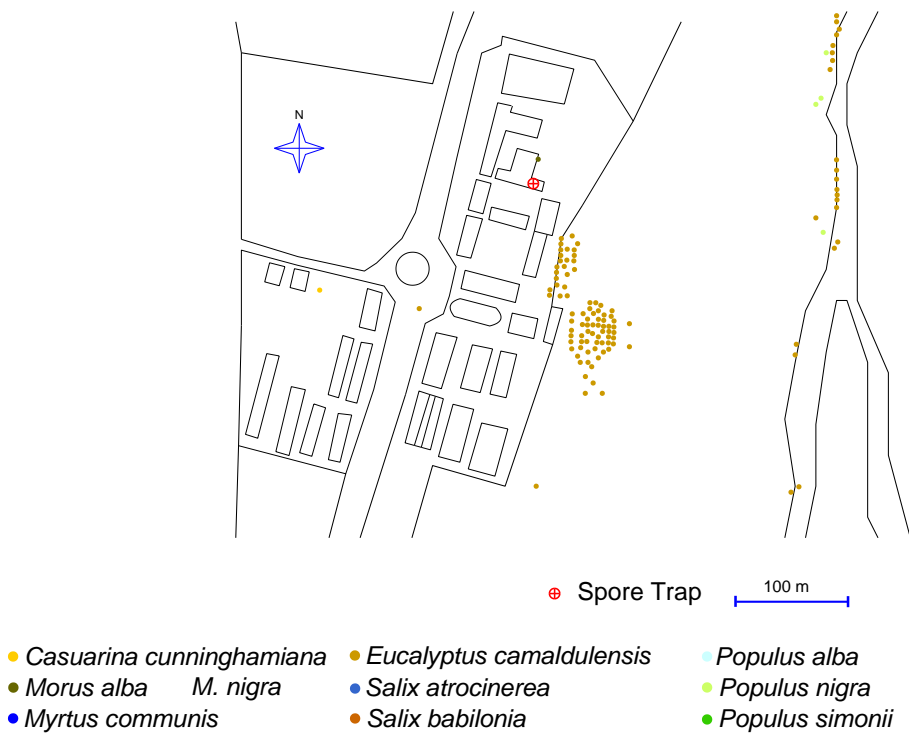 N
Spore Trap
100 m
Casuarina cunninghamiana
Eucalyptus camaldulensis
Populus alba
Morus alba M. nigra
Salix atrocinerea
Populus nigra
Myrtus communis
Salix babilonia
Populus simonii